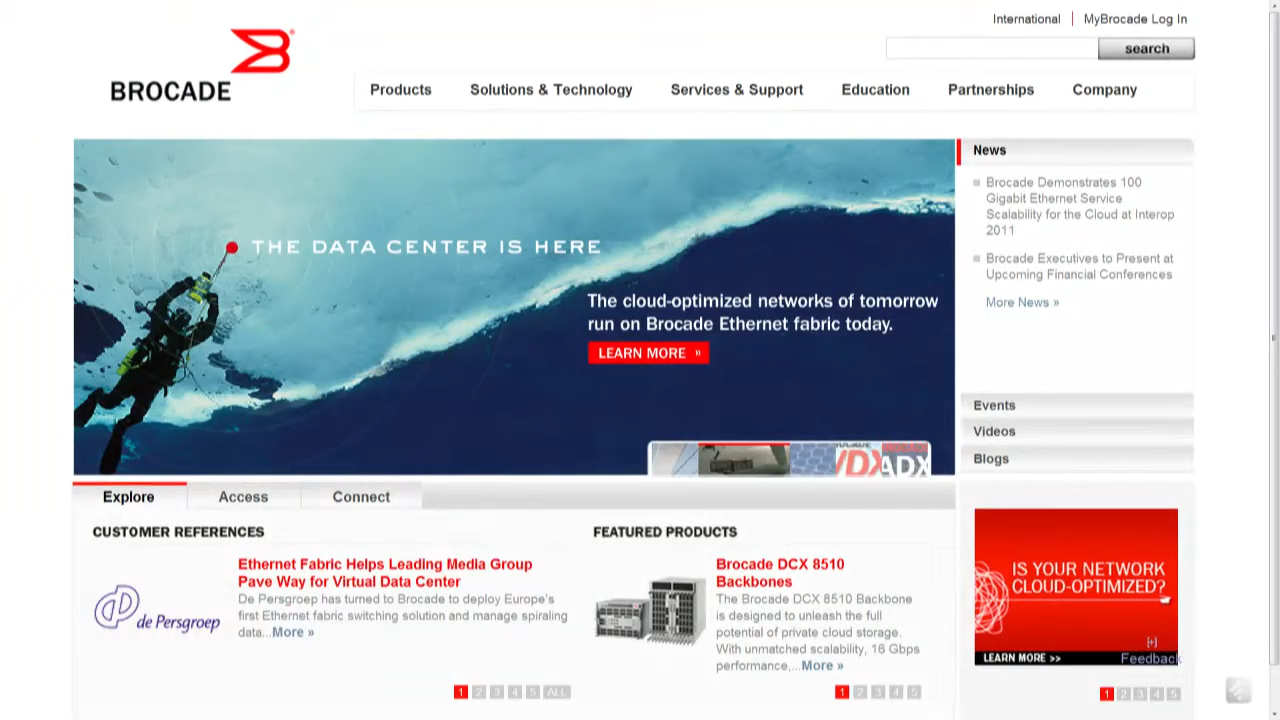 International
MyBrocade Log In
search
BROCADE
Products
Solutions & Technology
Services & Support
Education
Partnerships
Company
THE DATA CENTER IS HERE
The cloud-optimized networks of tomorrow
run on Brocade Ethernet fabric today.
LEARN MORE »
VDX
ADX
News
Brocade Demonstrates 100
Gigabit Ethernet Service
Scalability for the Cloud at Interop
2011
Brocade Executives to Present at
Upcoming Financial Conferences
More News »
Events
Videos
Blogs
Explore
Access
Connect
CUSTOMER REFERENCES
de Persgroep
Ethernet Fabric Helps Leading Media Group
Pave Way for Virtual Data Center
De Persgroep has turned to Brocade to deploy Europe's
first Ethernet fabric switching solution and manage spiraling
data...More »
1 2 3 4 5 ALL
FEATURED PRODUCTS
Brocade DCX 8510
Backbones
The Brocade DCX 8510 Backbone
is designed to unleash the full
potential of private cloud storage.
With unmatched scalability, 16 Gbps
performance,...More »
1 2 3 4 5
IS YOUR NETWORK
CLOUD-OPTIMIZED?
LEARN MORE >>
[+]
Feedback
1 2 3 4 5